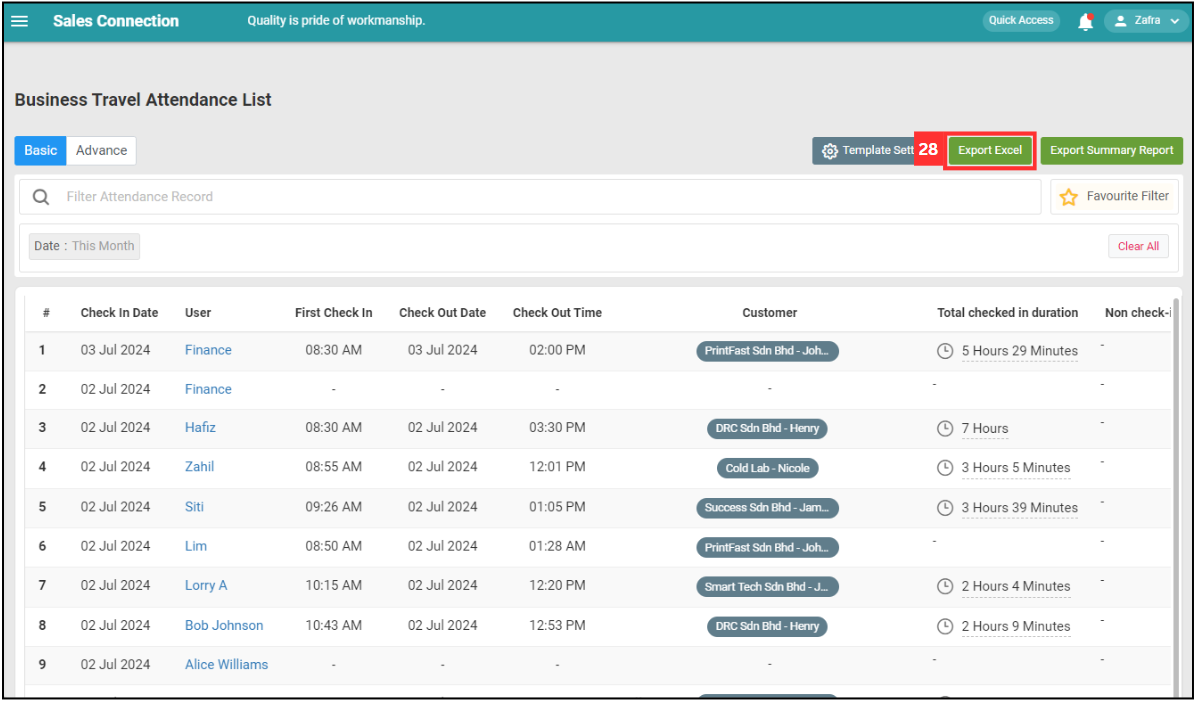 Sales Connection Quality is pride of workmanship. Quick Access Zafra
Business Travel Attendance List
Basic Advance Template Sett 28 Export Excel Export Summary Report
Filter Attendance Record Favourite Filter
Date : This Month Clear All
# Check In Date User First Check In Check Out Date Check Out Time Customer Total checked in duration Non check-i
1 03 Jul 2024 Finance 08:30 AM 03 Jul 2024 02:00 PM PrintFast Sdn Bhd - Joh... 5 Hours 29 Minutes -
2 02 Jul 2024 Finance - - - - - -
3 02 Jul 2024 Hafiz 08:30 AM 02 Jul 2024 03:30 PM DRC Sdn Bhd - Henry 7 Hours -
4 02 Jul 2024 Zahil 08:55 AM 02 Jul 2024 12:01 PM Cold Lab - Nicole 3 Hours 5 Minutes -
5 02 Jul 2024 Siti 09:26 AM 02 Jul 2024 01:05 PM Success Sdn Bhd - Jam... 3 Hours 39 Minutes -
6 02 Jul 2024 Lim 08:50 AM 02 Jul 2024 01:28 AM PrintFast Sdn Bhd - Joh... - -
7 02 Jul 2024 Lorry A 10:15 AM 02 Jul 2024 12:20 PM Smart Tech Sdn Bhd - J... 2 Hours 4 Minutes -
8 02 Jul 2024 Bob Johnson 10:43 AM 02 Jul 2024 12:53 PM DRC Sdn Bhd - Henry 2 Hours 9 Minutes -
9 02 Jul 2024 Alice Williams - - - - - -